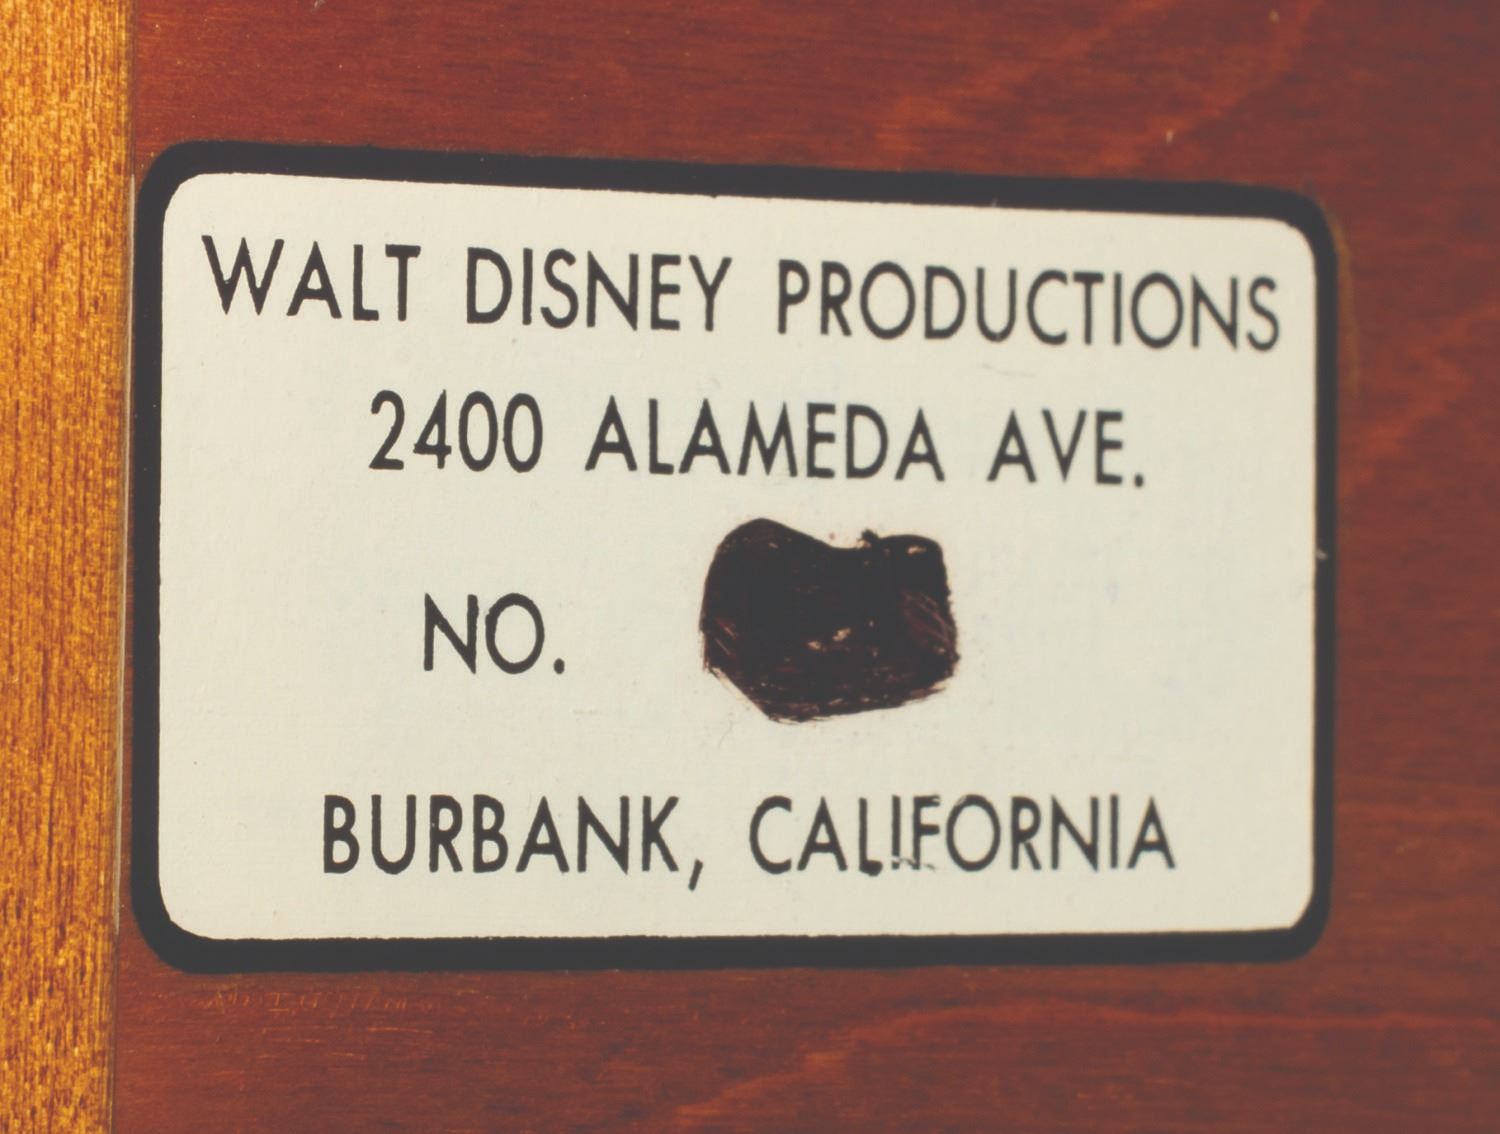 WALT DISNEY PRODUCTIONS
2400 ALAMEDA AVE.
NO.
BURBANK, CALIFORNIA